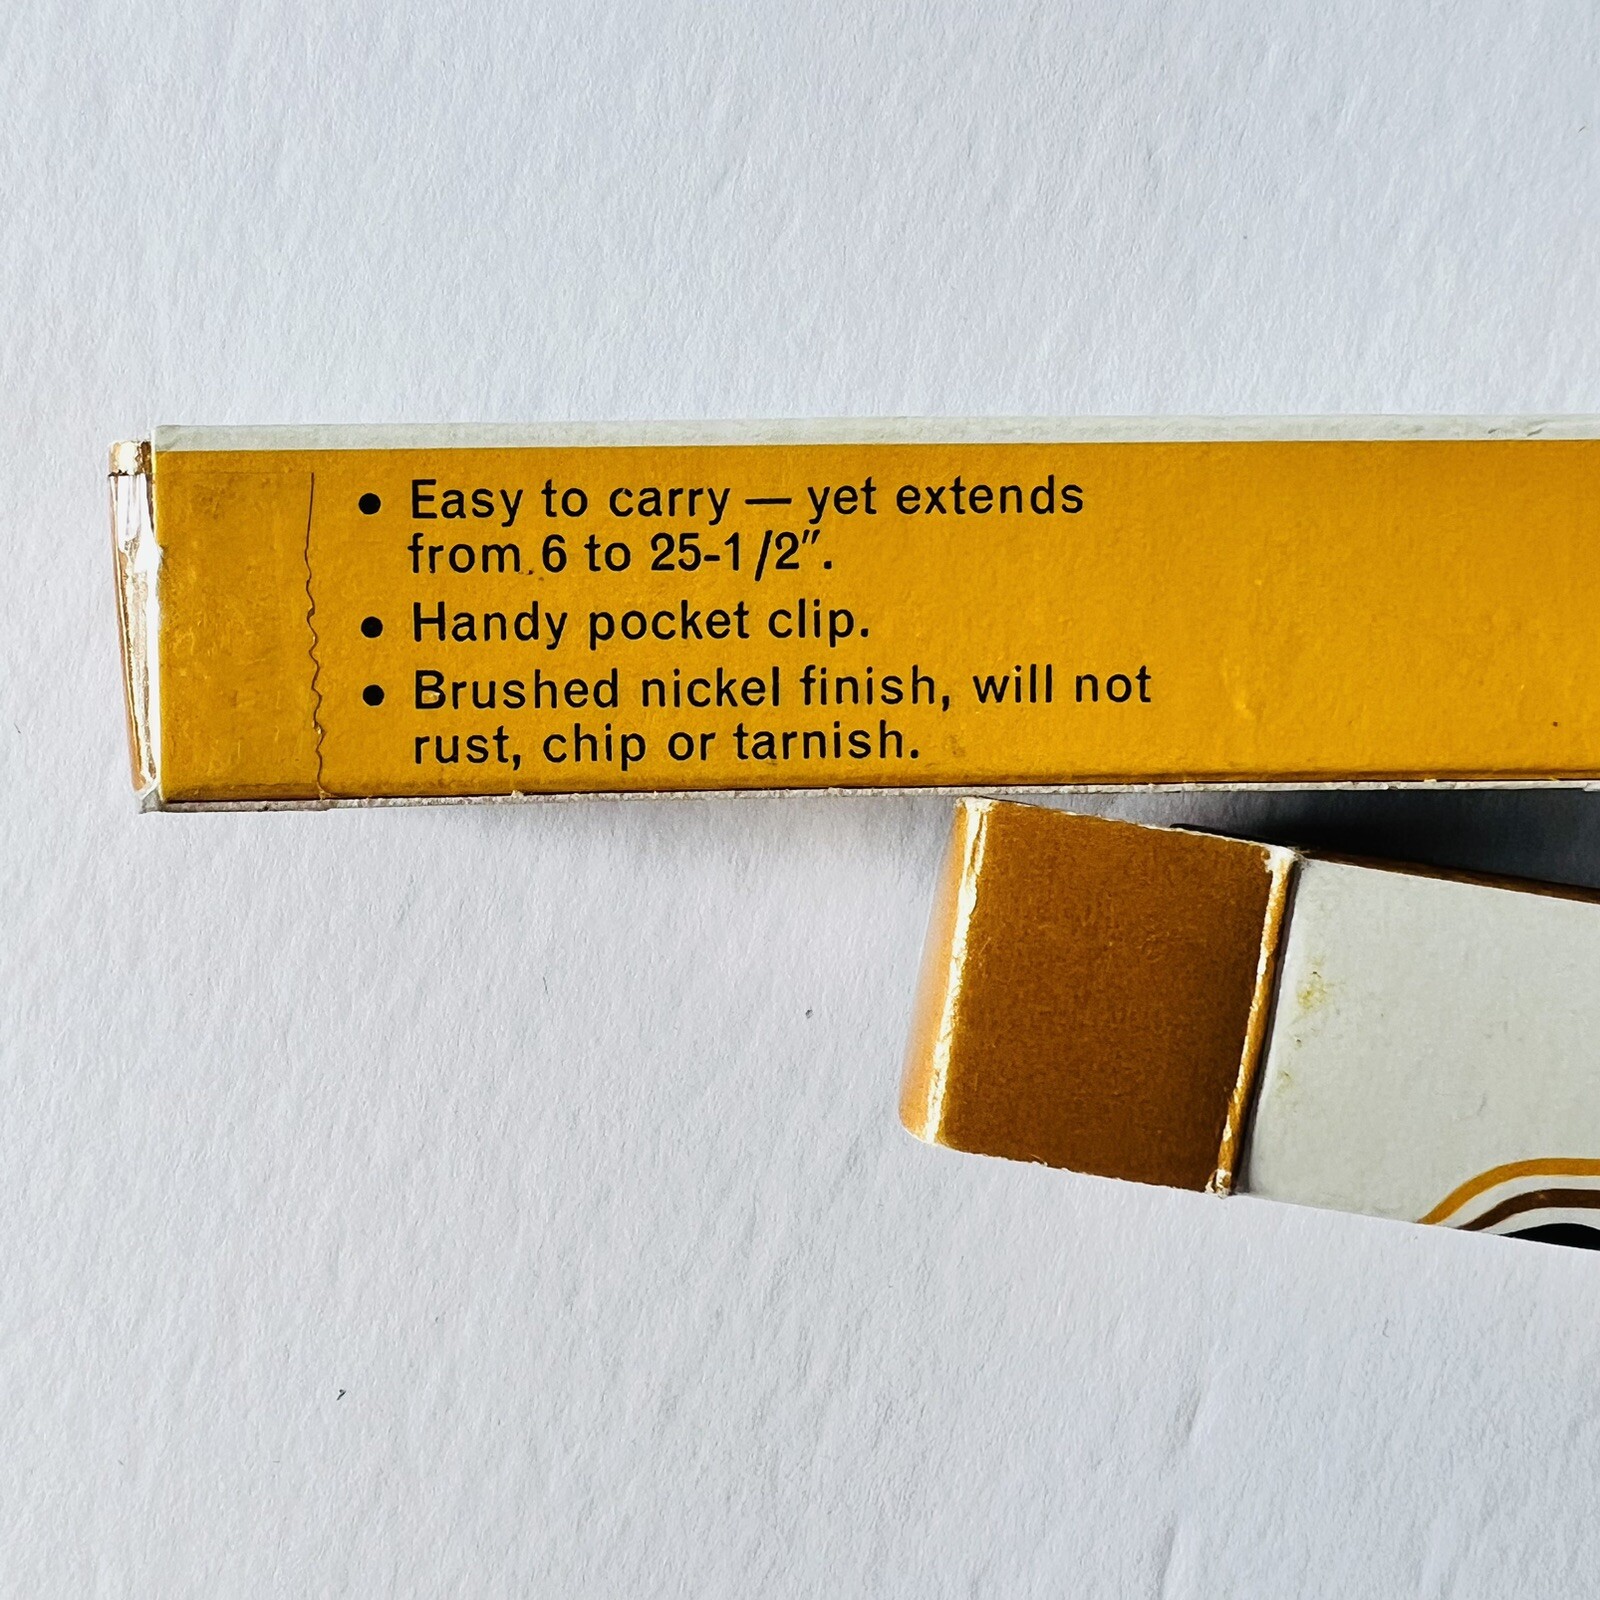 • Easy to carry — yet extends
from 6 to 25-1/2".
• Handy pocket clip.
• Brushed nickel finish, will not
rust, chip or tarnish.